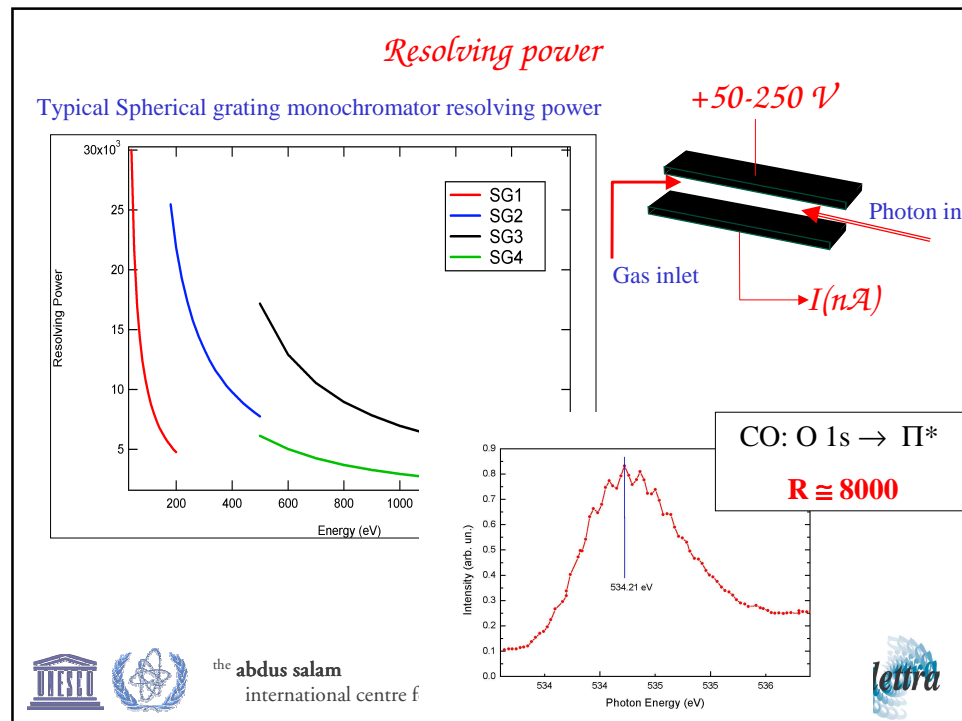 Resolving power
Typical Spherical grating monochromator resolving power
+50-250 V
30x10³
25
20
15
10
5
Resolving Power
SG1
SG2
SG3
SG4
200
400
600
800
1000
Energy (eV)
Photon in
Gas inlet
I(nA)
CO: O 1s → Π*
R ≅ 8000
0.9
0.8
0.7
0.6
0.5
0.4
0.3
0.2
0.1
0.0
Intensity (arb. un.)
534.21 eV
534
534
535
535
536
Photon Energy (eV)
UNESCO
the abdus salam
international centre f
lettra